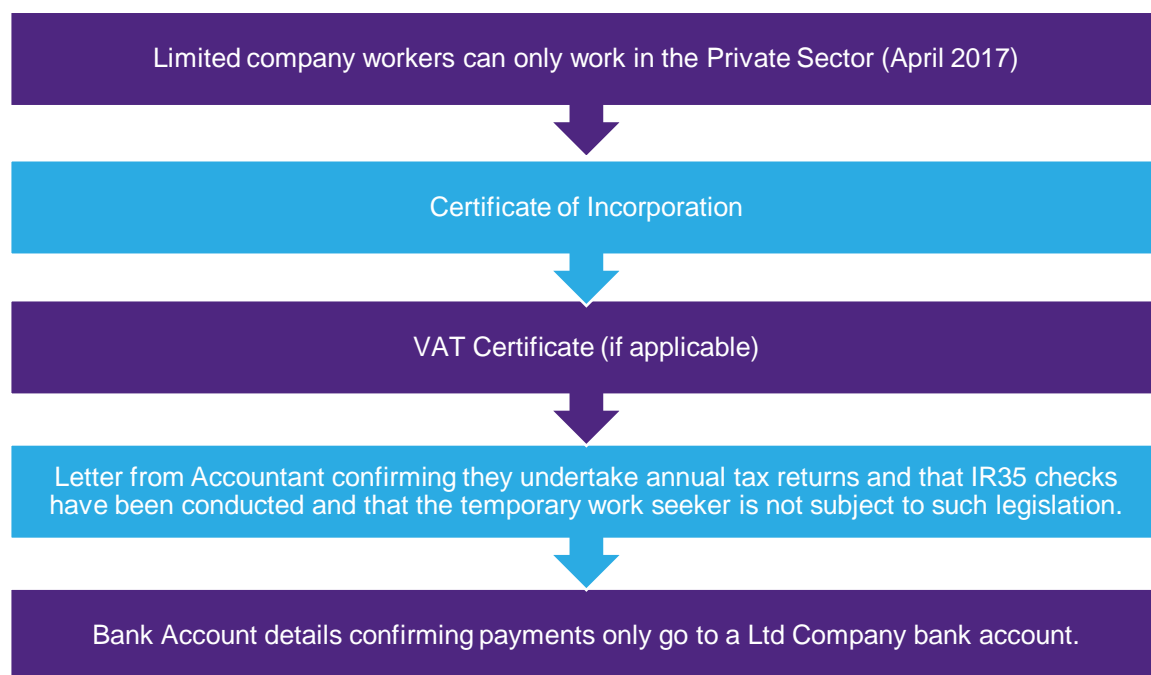 Limited company workers can only work in the Private Sector (April 2017)
Certificate of Incorporation
VAT Certificate (if applicable)
Letter from Accountant confirming they undertake annual tax returns and that IR35 checks
have been conducted and that the temporary work seeker is not subject to such legislation.
Bank Account details confirming payments only go to a Ltd Company bank account.